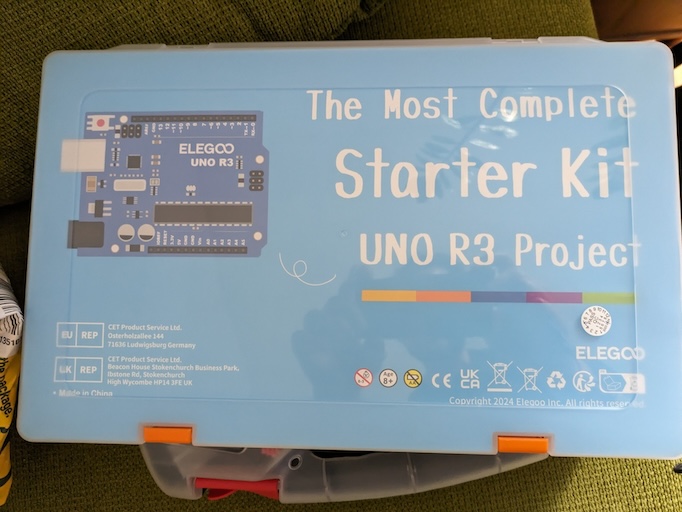 The Most Complete
Starter Kit
UNO R3 Project
ELEGOO
UNO R3
EU REP
CET Product Service Ltd.
Osterholzallee 144
71636 Ludwigsburg Germany
UK REP
CET Product Service Ltd.
Beacon House Stokenchurch Business Park,
Ibstone Rd, Stokenchurch
High Wycombe HP14 3FE UK
Made in China
ELEGOO
Age 8+
CE
UK CA
Copyright 2024 Elegoo Inc. All rights reserved